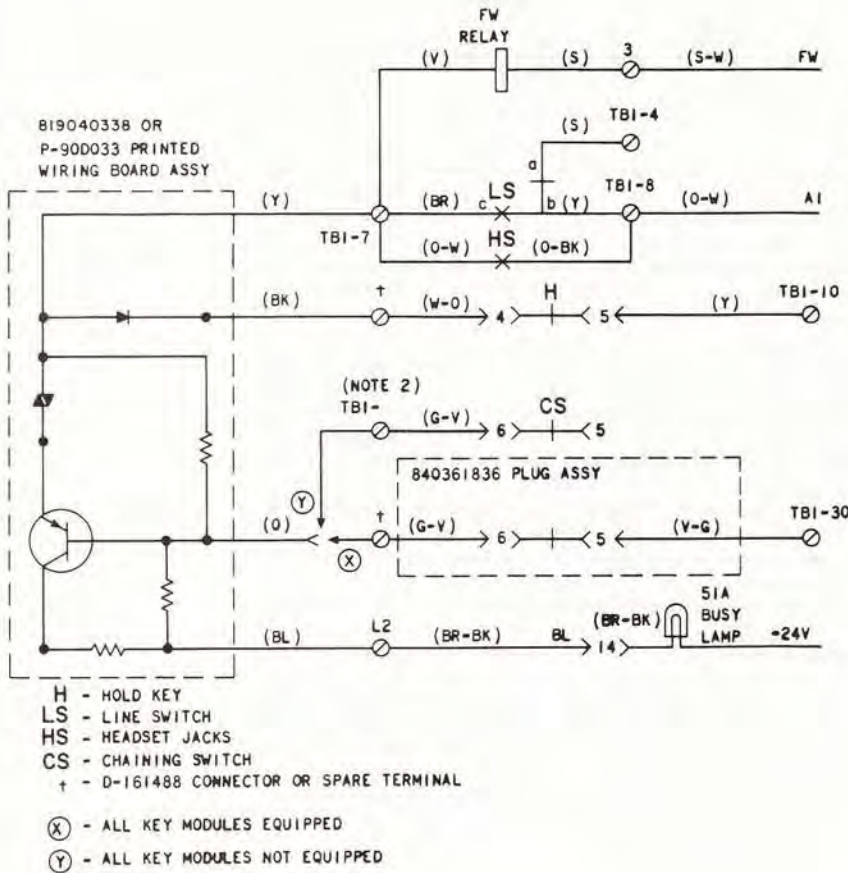 FW
RELAY
(V)
(S)
3
(S-W)
FW
819040338 OR
P-90D033 PRINTED
WIRING BOARD ASSY
(S)
TB1-4
a
(Y)
(BR)
c
LS
b
(Y)
TB1-8
(O-W)
A1
TB1-7
(O-W)
HS
(O-BK)
(BK)
†
(W-O)
4
H
5
(Y)
TB1-10
(NOTE 2)
TB1-
(G-V)
6
CS
5
840361836 PLUG ASSY
Y
(O)
X
†
(G-V)
6
5
(V-G)
TB1-30
(BL)
L2
(BR-BK)
BL
14
(BR-BK)
51A
BUSY
LAMP
-24V
H - HOLD KEY
LS - LINE SWITCH
HS - HEADSET JACKS
CS - CHAINING SWITCH
† - D-161488 CONNECTOR OR SPARE TERMINAL
X - ALL KEY MODULES EQUIPPED
Y - ALL KEY MODULES NOT EQUIPPED